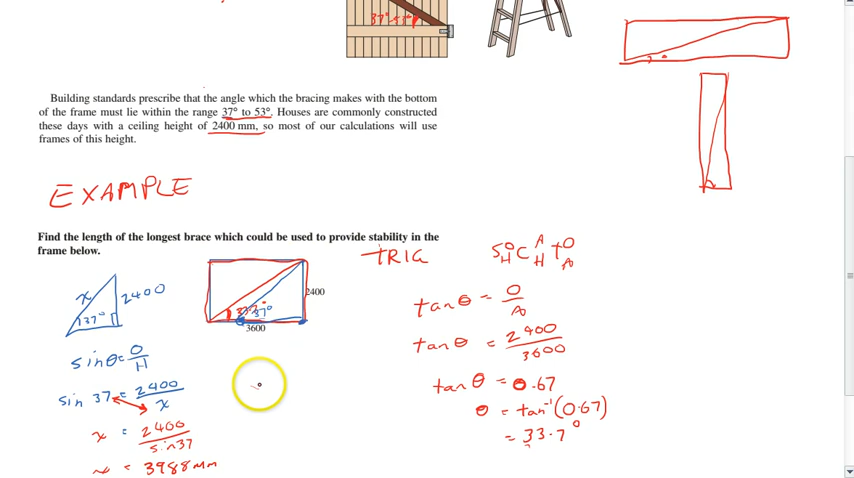 37° 53°
Building standards prescribe that the angle which the bracing makes with the bottom
of the frame must lie within the range 37° to 53°. Houses are commonly constructed
these days with a ceiling height of 2400 mm, so most of our calculations will use
frames of this height.
EXAMPLE
Find the length of the longest brace which could be used to provide stability in the
frame below.
TRIG
S O H C A H T O A
x
2400
37°
2400
33.7°
37°
3600
sin θ = O/H
sin 37 = 2400/x
x = 2400/sin37
x = 3988mm
tan θ = O/A
tan θ = 2400/3600
tan θ = 0.67
θ = tan⁻¹(0.67)
= 33.7°